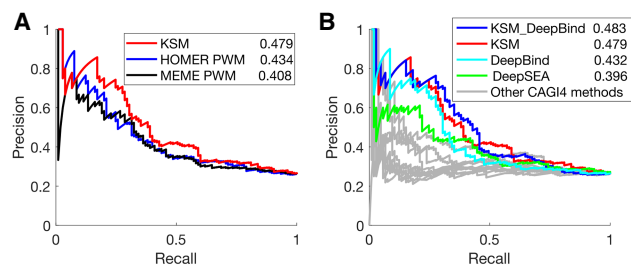 A
KSM 0.479
HOMER PWM 0.434
MEME PWM 0.408
Precision
1
0.8
0.6
0.4
0.2
0
0 0.5 1
Recall
B
KSM_DeepBind 0.483
KSM 0.479
DeepBind 0.432
DeepSEA 0.396
Other CAGI4 methods
Precision
1
0.8
0.6
0.4
0.2
0
0 0.5 1
Recall